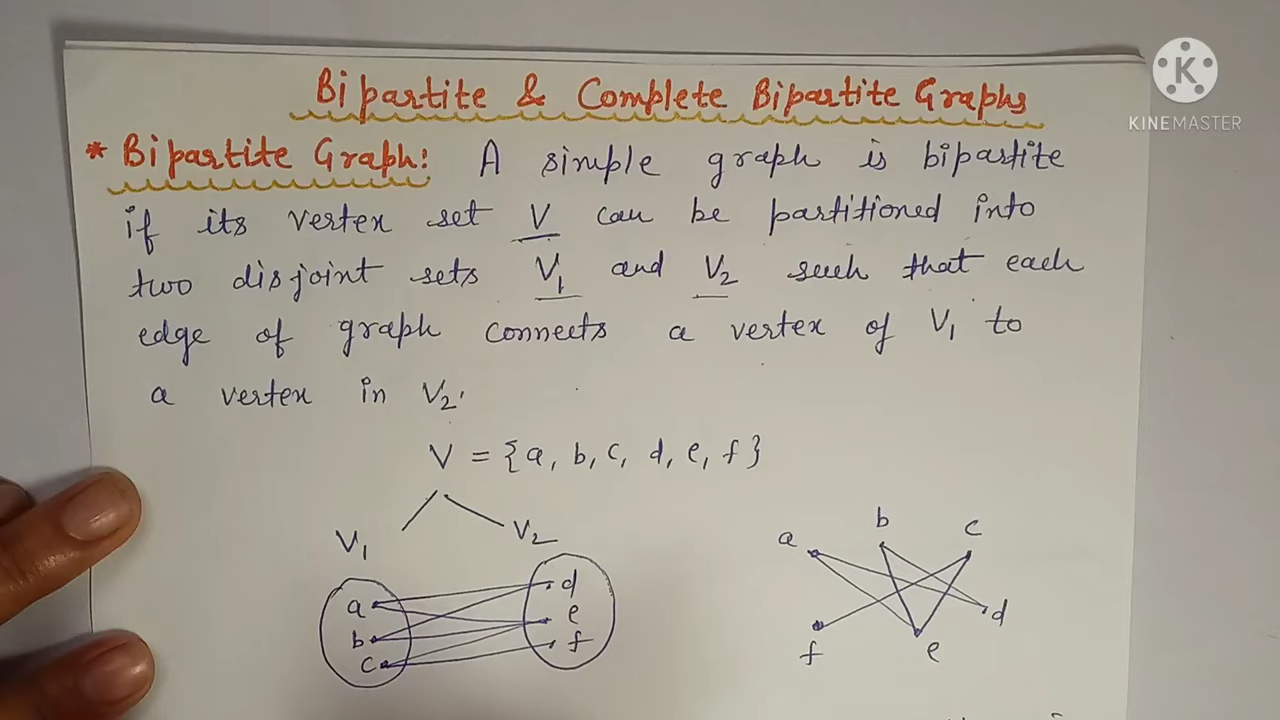 Bipartite & Complete Bipartite Graphs
KINEMASTER
* Bipartite Graph: A simple graph is bipartite
if its vertex set V can be partitioned into
two disjoint sets V₁ and V₂ such that each
edge of graph connects a vertex of V₁ to
a vertex in V₂.
V = {a, b, c, d, e, f}
V₁ V₂
a d
b e
c f
a b c
f e d